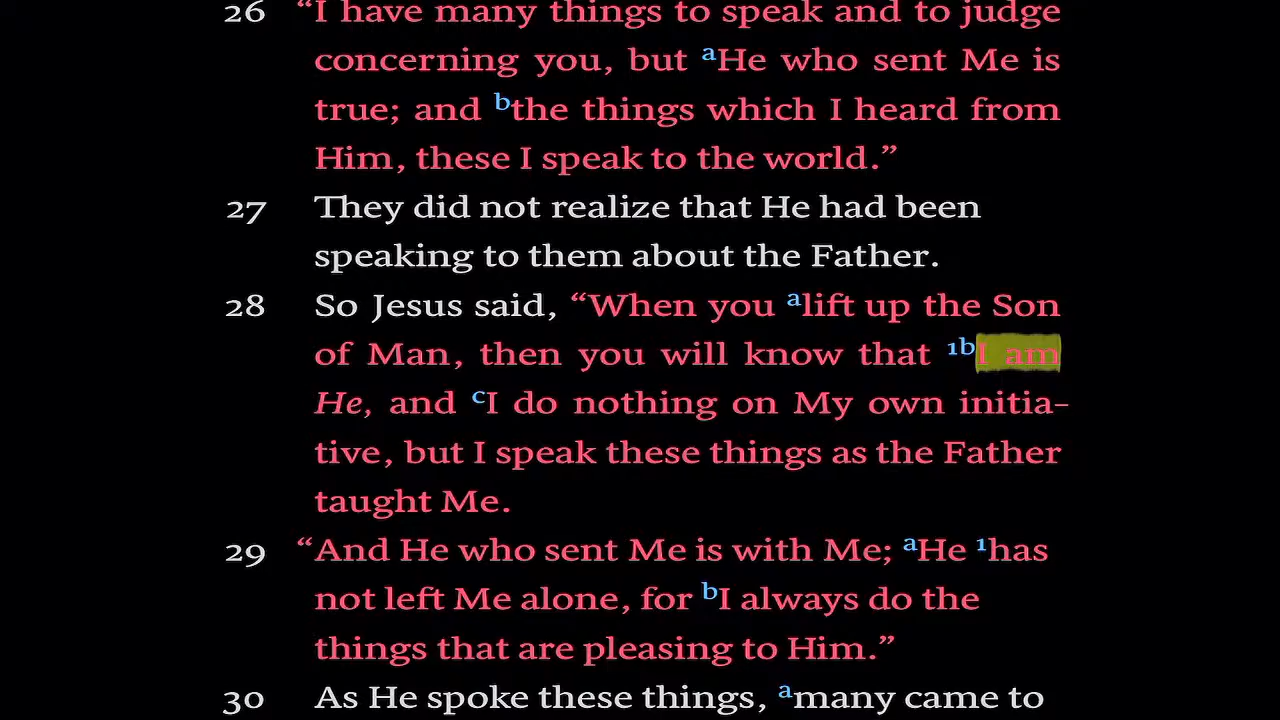 26 “I have many things to speak and to judge
concerning you, but aHe who sent Me is
true; and bthe things which I heard from
Him, these I speak to the world.”
27 They did not realize that He had been
speaking to them about the Father.
28 So Jesus said, “When you alift up the Son
of Man, then you will know that 1bI am
He, and cI do nothing on My own initia-
tive, but I speak these things as the Father
taught Me.
29 “And He who sent Me is with Me; aHe 1has
not left Me alone, for bI always do the
things that are pleasing to Him.”
30 As He spoke these things, amany came to